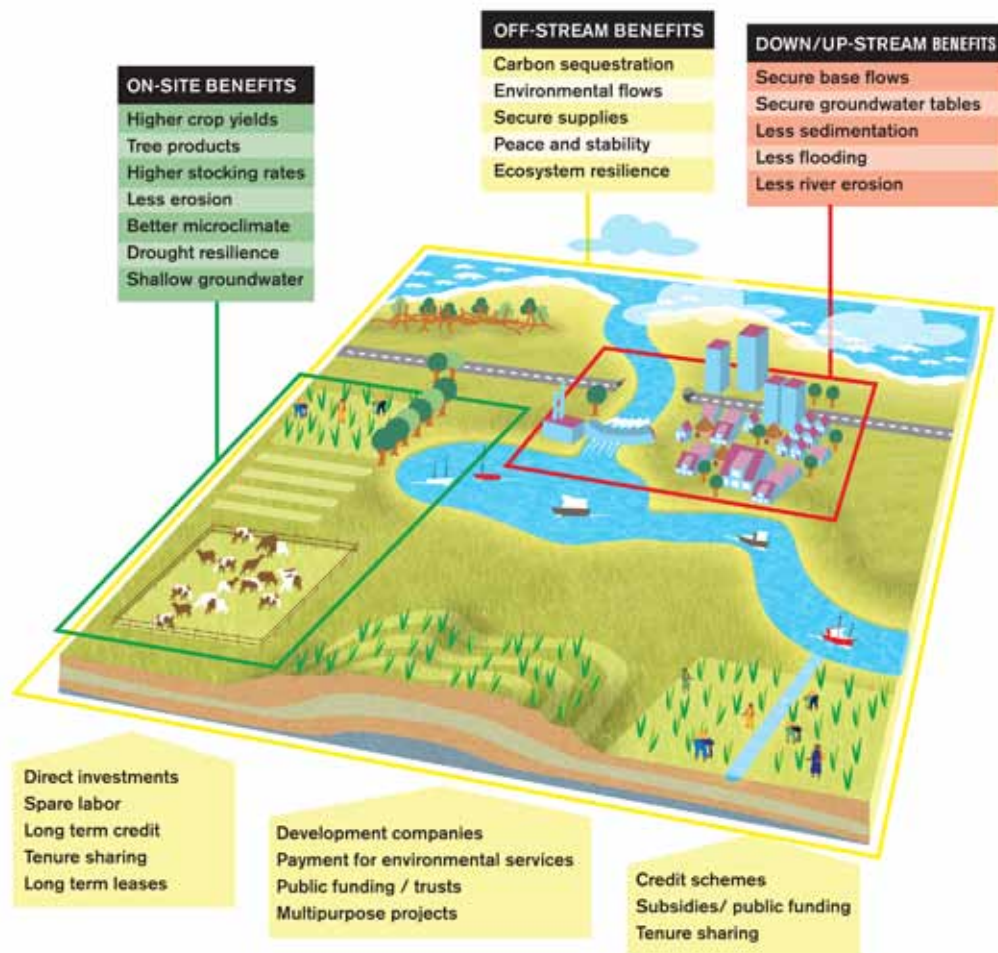 ON-SITE BENEFITS
Higher crop yields
Tree products
Higher stocking rates
Less erosion
Better microclimate
Drought resilience
Shallow groundwater
OFF-STREAM BENEFITS
Carbon sequestration
Environmental flows
Secure supplies
Peace and stability
Ecosystem resilience
DOWN/UP-STREAM BENEFITS
Secure base flows
Secure groundwater tables
Less sedimentation
Less flooding
Less river erosion
Direct investments
Spare labor
Long term credit
Tenure sharing
Long term leases
Development companies
Payment for environmental services
Public funding / trusts
Multipurpose projects
Credit schemes
Subsidies/ public funding
Tenure sharing